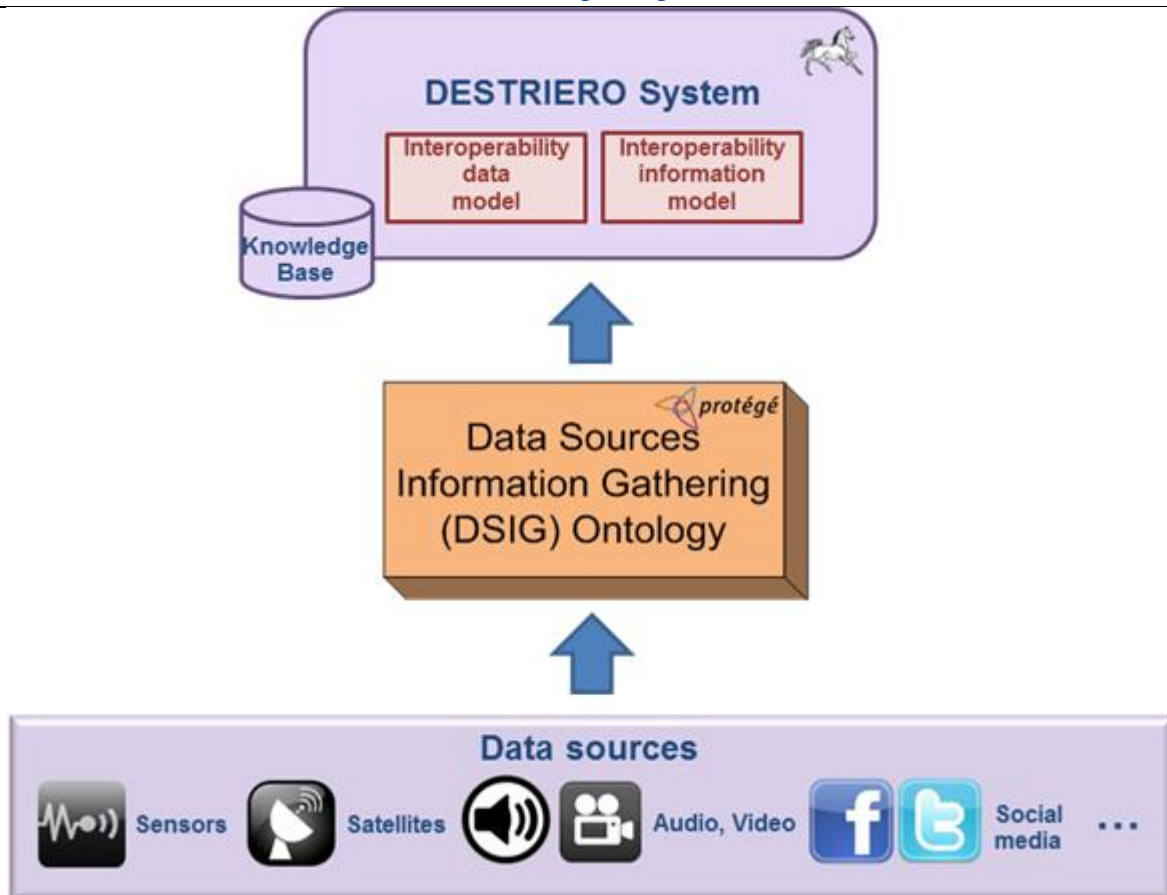 DESTRIERO System
Interoperability
data
model
Interoperability
information
model
Knowledge
Base
protégé
Data Sources
Information Gathering
(DSIG) Ontology
Data sources
Sensors
Satellites
Audio, Video
Social
media
...